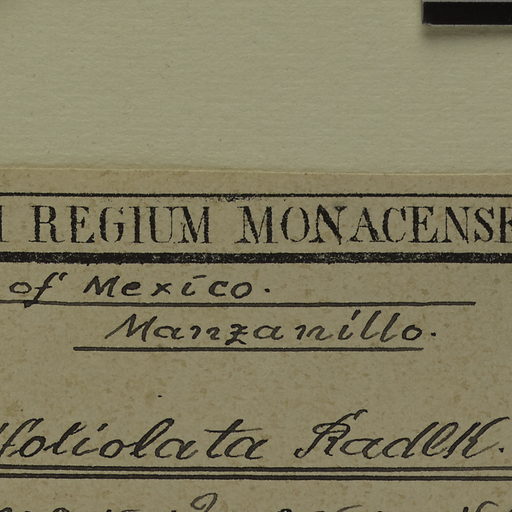 REGIUM MONACENSE
of Mexico.
Manzanillo.
foliolata Radlk.